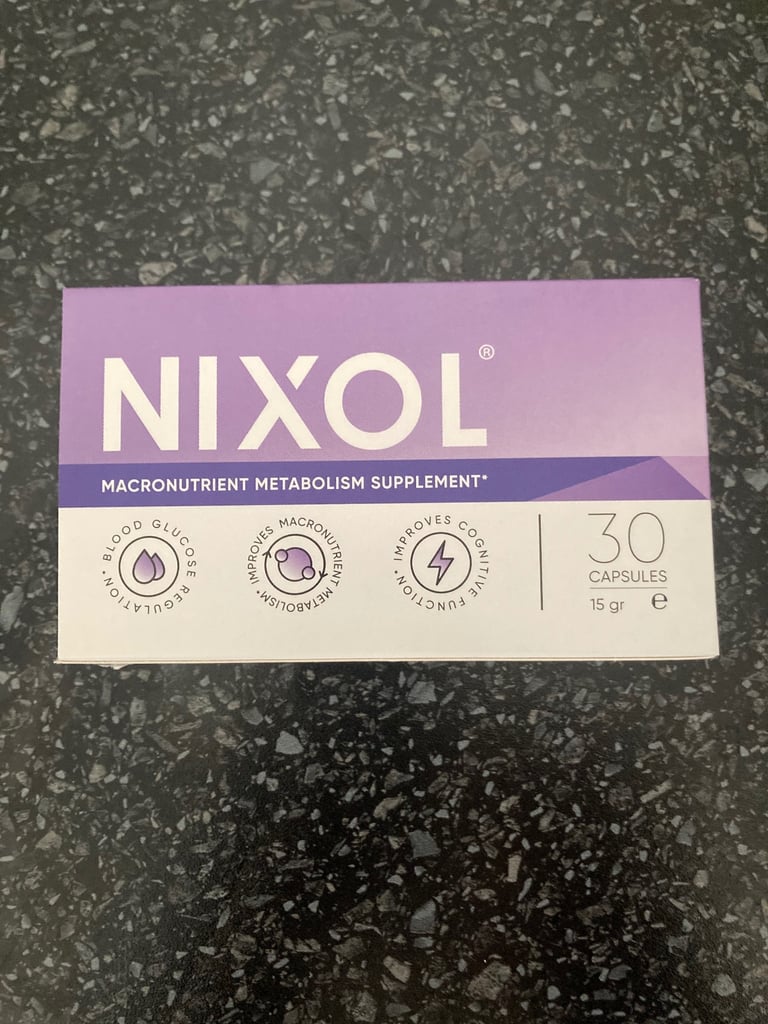 NIXOL®
MACRONUTRIENT METABOLISM SUPPLEMENT*
BLOOD GLUCOSE REGULATION*
IMPROVES MACRONUTRIENT METABOLISM*
IMPROVES COGNITIVE FUNCTION*
30
CAPSULES
15 gr e